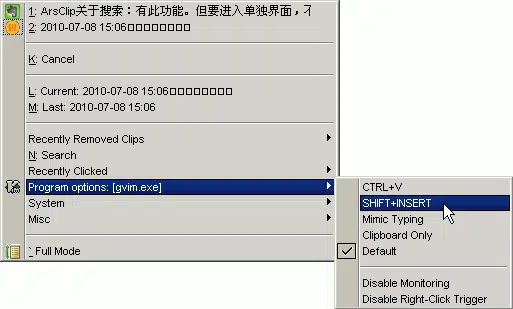 1: ArsClip关于搜索：有此功能。但要进入单独界面，不
2: 2010-07-08 15:06□□□□□□□□
K: Cancel
L: Current: 2010-07-08 15:06□□□□□□□□
M: Last: 2010-07-08 15:06
Recently Removed Clips
N: Search
Recently Clicked
Program options: [gvim.exe]
System
Misc
` Full Mode
CTRL+V
SHIFT+INSERT
Mimic Typing
Clipboard Only
Default
Disable Monitoring
Disable Right-Click Trigger